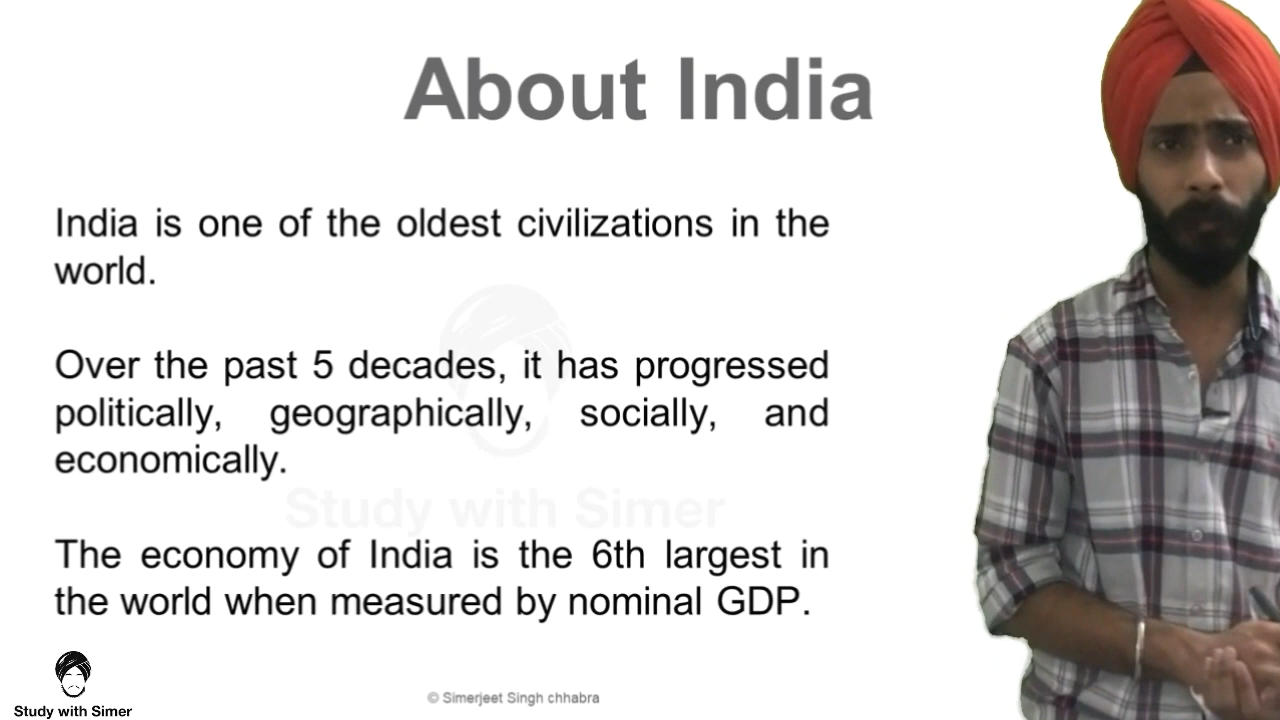 About India
India is one of the oldest civilizations in the
world.
Over the past 5 decades, it has progressed
politically, geographically, socially, and
economically.
Study with Simer
The economy of India is the 6th largest in
the world when measured by nominal GDP.
Study with Simer
© Simerjeet Singh chhabra